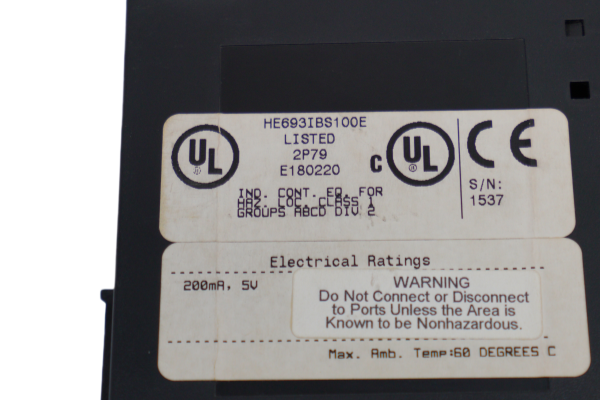 HE693IBS100E
LISTED
2P79
E180220
UL
C UL
CE
IND. CONT. EQ. FOR
HAZ. LOC. CLASS 1
GROUPS ABCD DIV 2
S/N:
1537
Electrical Ratings
200mA, 5V
WARNING
Do Not Connect or Disconnect
to Ports Unless the Area is
Known to be Nonhazardous.
Max. Amb. Temp:60 DEGREES C